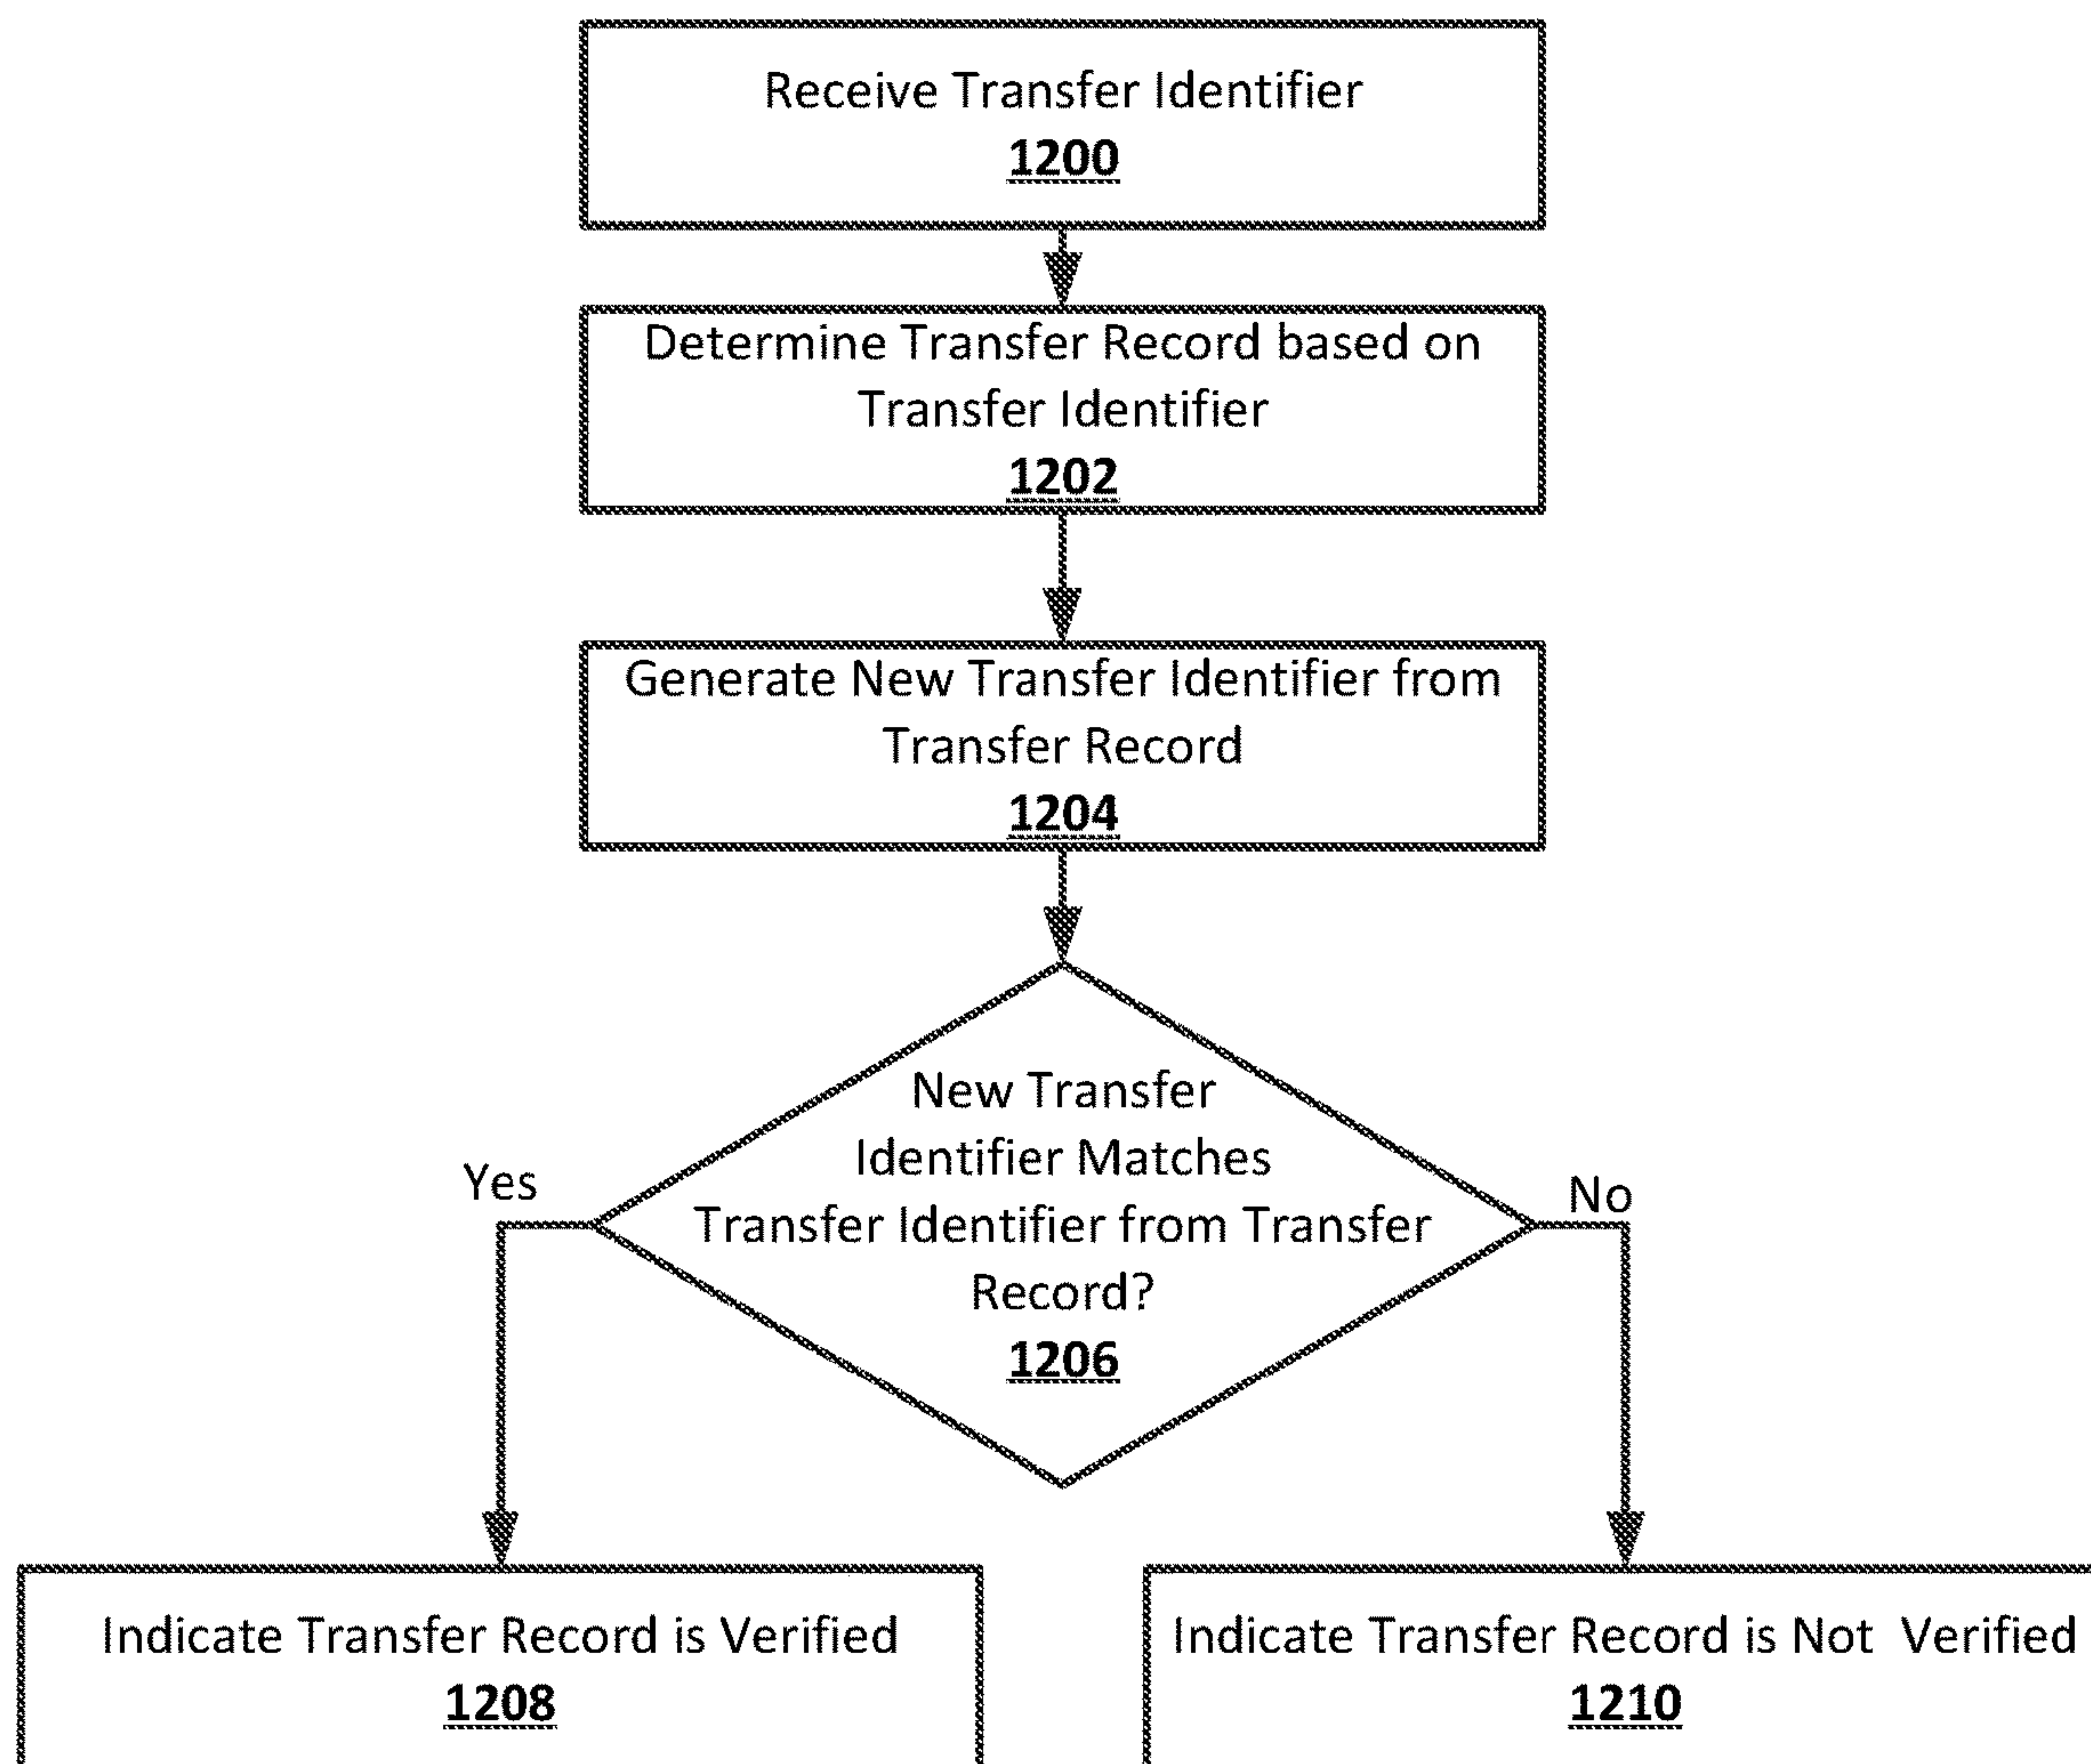 Receive Transfer Identifier
1200
Determine Transfer Record based on
Transfer Identifier
1202
Generate New Transfer Identifier from
Transfer Record
1204
New Transfer
Identifier Matches
Transfer Identifier from Transfer
Record?
1206
Yes
No
Indicate Transfer Record is Verified
1208
Indicate Transfer Record is Not Verified
1210